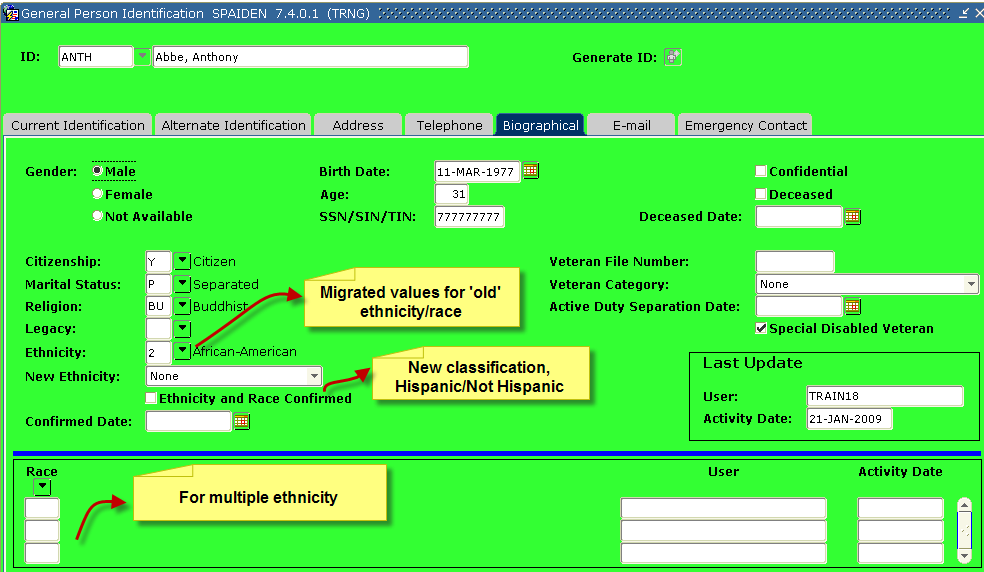 General Person Identification SPAIDEN 7.4.0.1 (TRNG)
ID: ANTH Abbe, Anthony Generate ID:
Current Identification Alternate Identification Address Telephone Biographical E-mail Emergency Contact
Gender: Male Birth Date: 11-MAR-1977 Confidential
Female Age: 31 Deceased
Not Available SSN/SIN/TIN: 777777777 Deceased Date:
Citizenship: Y Citizen Veteran File Number:
Marital Status: P Separated Veteran Category: None
Religion: BU Buddhist Active Duty Separation Date:
Legacy: Special Disabled Veteran
Migrated values for 'old'
ethnicity/race
Ethnicity: 2 African-American
New Ethnicity: None
Ethnicity and Race Confirmed
New classification,
Hispanic/Not Hispanic
Confirmed Date:
Last Update
User: TRAIN18
Activity Date: 21-JAN-2009
Race User Activity Date
For multiple ethnicity